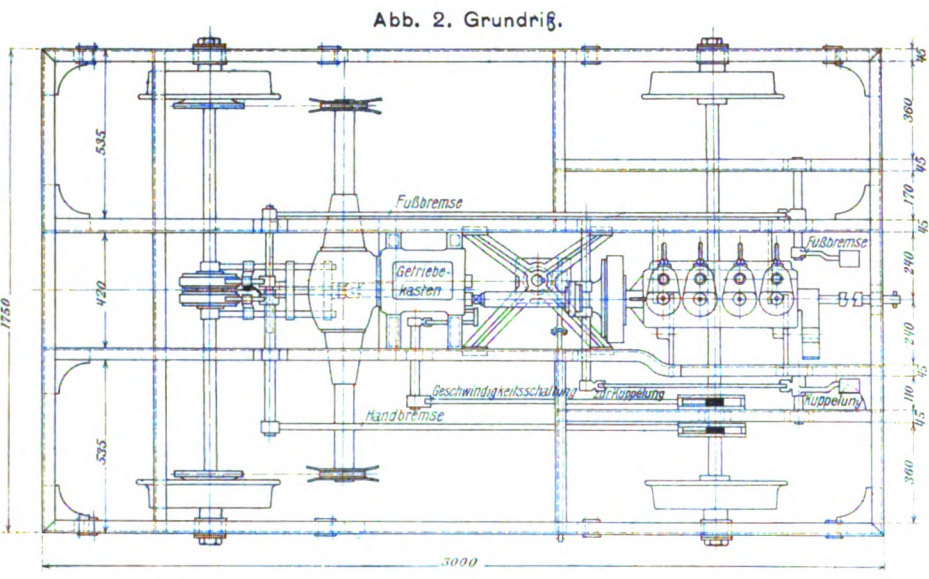 Abb. 2. Grundriß.
45
360
535
45
170
Fußbremse
45
Fußbremse
240
Getriebe-
kasten
420
1750
240
45
Geschwindigkeitsschaltung
zur Kuppelung
Kuppelung
110
Handbremse
45
535
360
3000